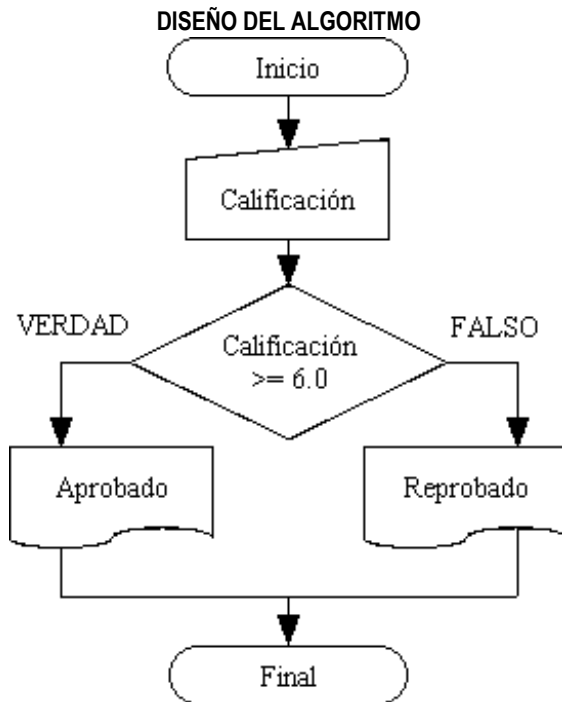 DISEÑO DEL ALGORITMO
Inicio
Calificación
VERDAD
Calificación
>= 6.0
FALSO
Aprobado
Reprobado
Final